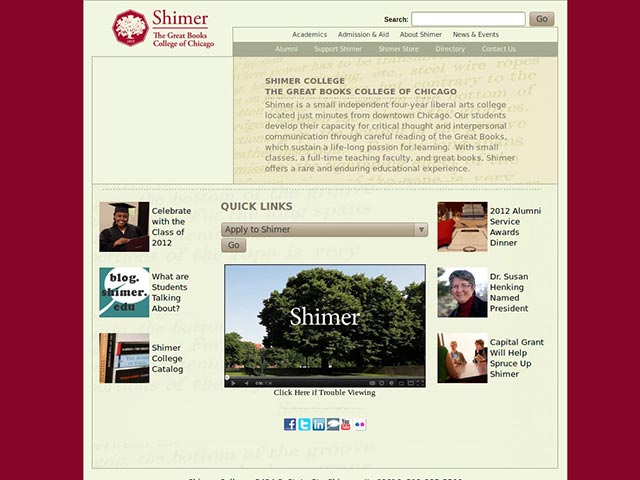 Shimer
The Great Books
College of Chicago
Search:
Go
Academics Admission & Aid About Shimer News & Events
Alumni Support Shimer Shimer Store Directory Contact Us
SHIMER COLLEGE
THE GREAT BOOKS COLLEGE OF CHICAGO
Shimer is a small independent four-year liberal arts college
located just minutes from downtown Chicago. Our students
develop their capacity for critical thought and interpersonal
communication through careful reading of the Great Books,
which sustain a life-long passion for learning. With small
classes, a full-time teaching faculty, and great books, Shimer
offers a rare and enduring educational experience.
Celebrate
with the
Class of
2012
blog.
shimer.
edu
What are
Students
Talking
About?
Shimer
College
Catalog
QUICK LINKS
Apply to Shimer
Go
Shimer
Click Here if Trouble Viewing
2012 Alumni
Service
Awards
Dinner
Dr. Susan
Henking
Named
President
Capital Grant
Will Help
Spruce Up
Shimer